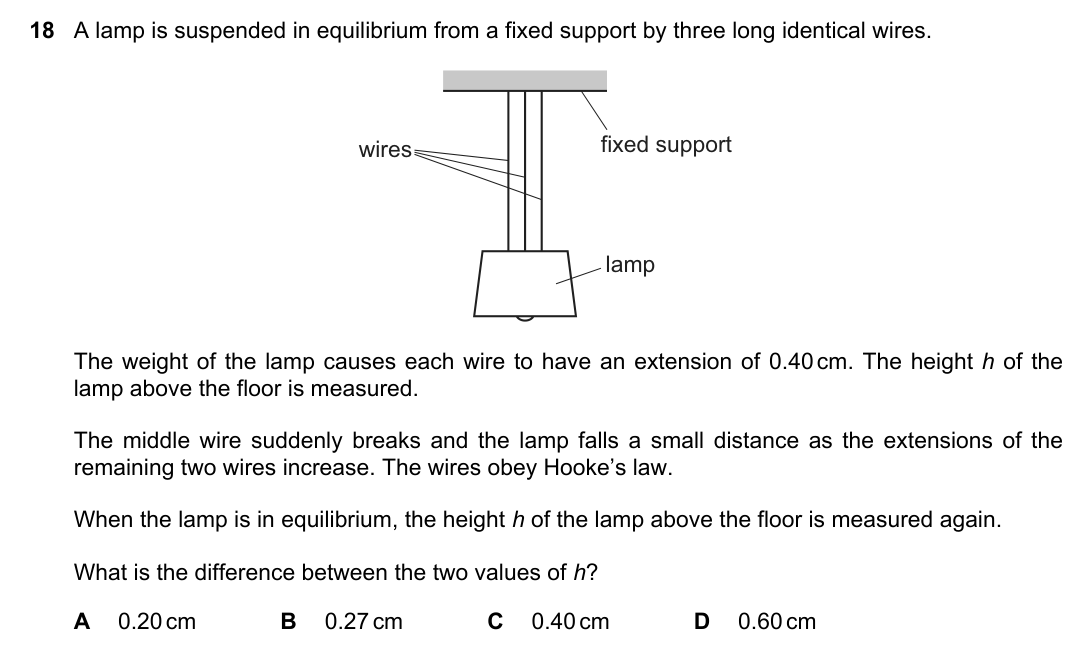 18 A lamp is suspended in equilibrium from a fixed support by three long identical wires.
wires
fixed support
lamp
The weight of the lamp causes each wire to have an extension of 0.40 cm. The height h of the
lamp above the floor is measured.
The middle wire suddenly breaks and the lamp falls a small distance as the extensions of the
remaining two wires increase. The wires obey Hooke's law.
When the lamp is in equilibrium, the height h of the lamp above the floor is measured again.
What is the difference between the two values of h?
A 0.20 cm B 0.27 cm C 0.40 cm D 0.60 cm